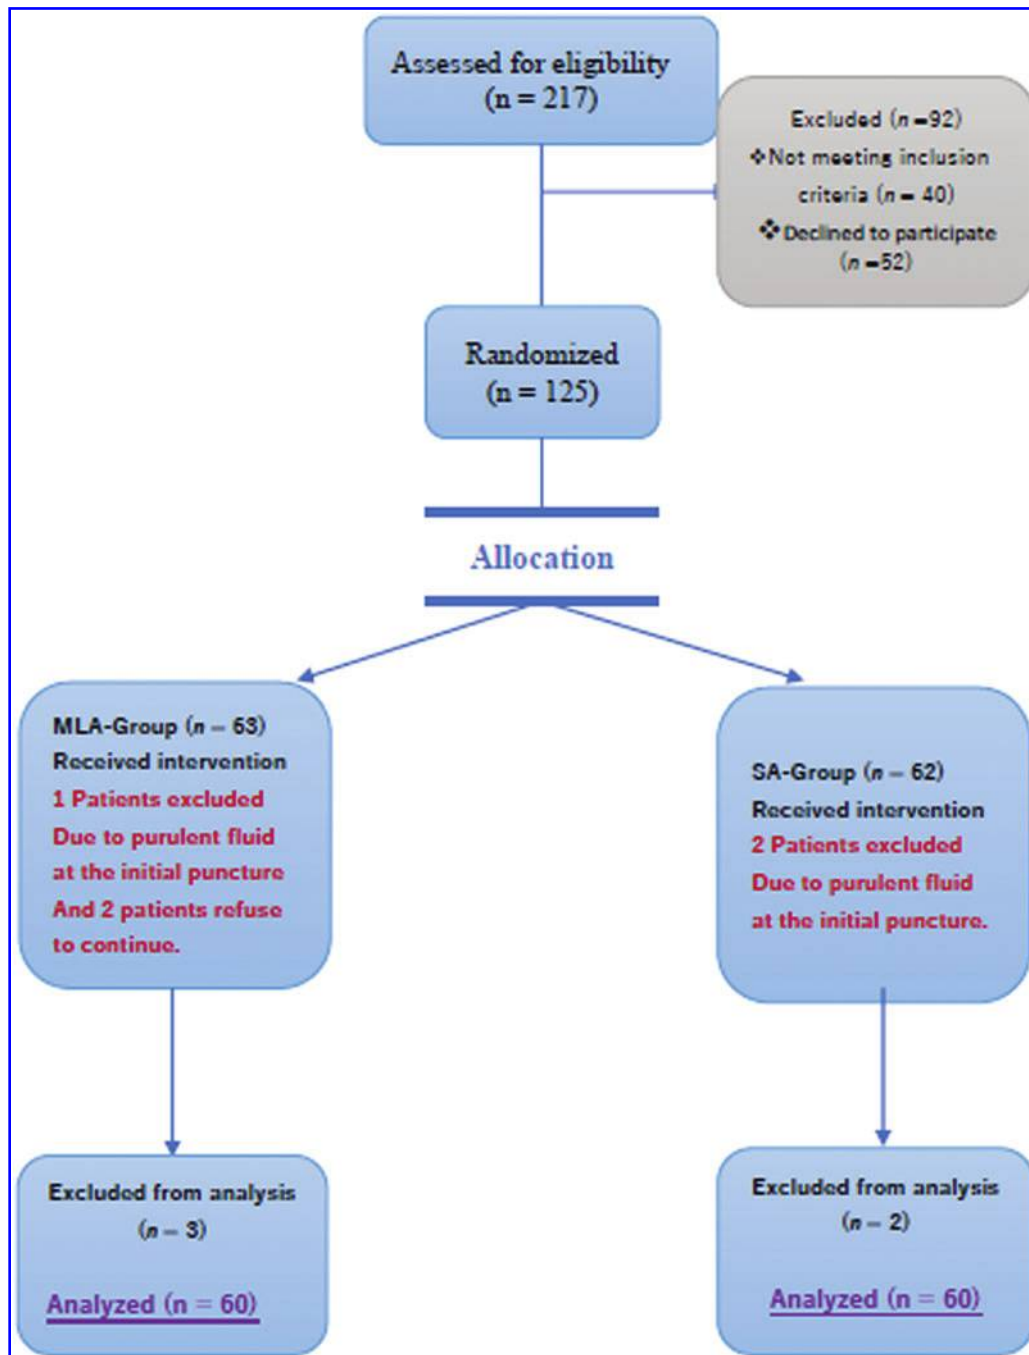 Assessed for eligibility
(n = 217)
Excluded (n =92)
❖Not meeting inclusion
criteria (n = 40)
❖Declined to participate
(n =52)
Randomized
(n = 125)
Allocation
MLA-Group (n = 63)
Received intervention
1 Patients excluded
Due to purulent fluid
at the initial puncture
And 2 patients refuse
to continue.
SA-Group (n = 62)
Received intervention
2 Patients excluded
Due to purulent fluid
at the initial puncture.
Excluded from analysis
(n = 3)
Analyzed (n = 60)
Excluded from analysis
(n = 2)
Analyzed (n = 60)